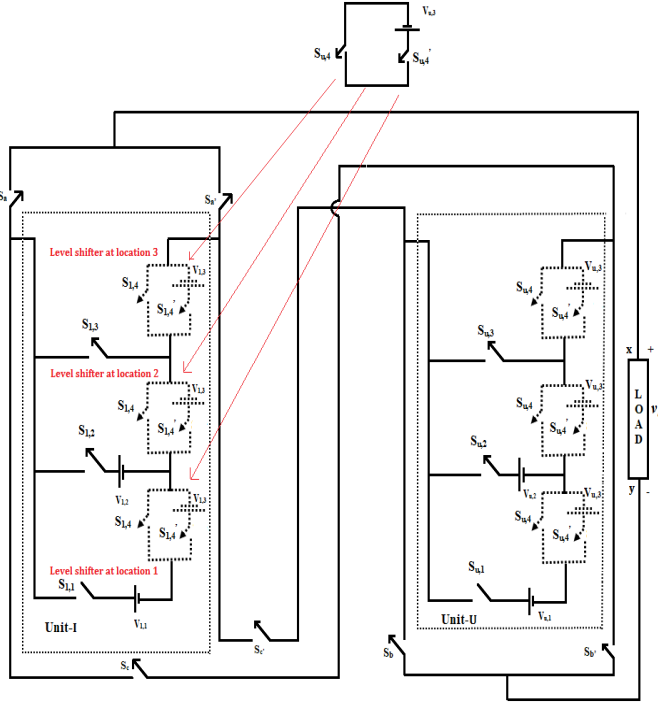 Vu,3
Su,4
Su,4'
Sa
Sa'
Level shifter at location 3
V1,3
S1,4
S1,4'
S1,3
Level shifter at location 2
V1,3
S1,4
S1,4'
S1,2
V1,2
V1,3
S1,4
S1,4'
Level shifter at location 1
S1,1
V1,1
Unit-I
Sc
Sc'
Vu,3
Su,4
Su,4'
Su,3
Vu,3
Su,4
Su,4'
Su,2
Vu,2
Vu,3
Su,4
Su,4'
Su,1
Vu,1
Unit-U
Sb
Sb'
x
+
LOAD
v
y
-